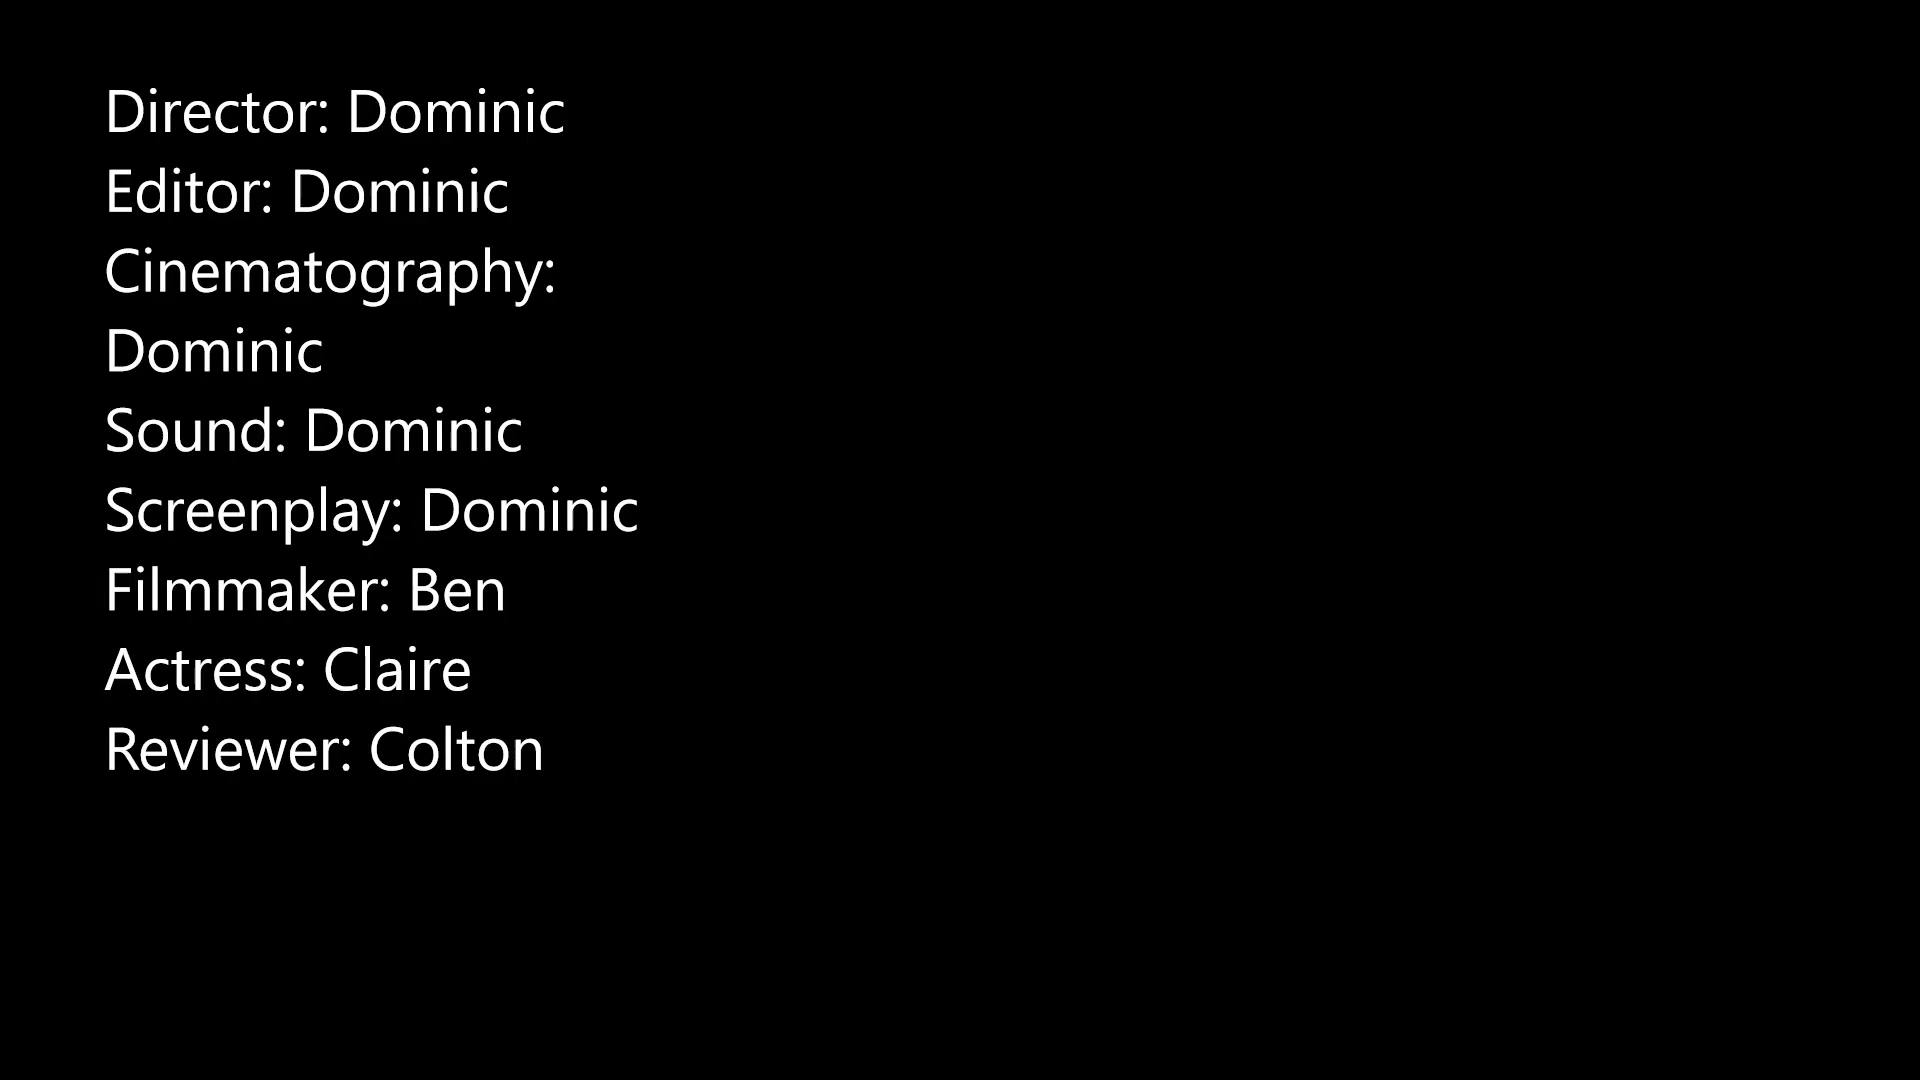 Director: Dominic
Editor: Dominic
Cinematography:
Dominic
Sound: Dominic
Screenplay: Dominic
Filmmaker: Ben
Actress: Claire
Reviewer: Colton